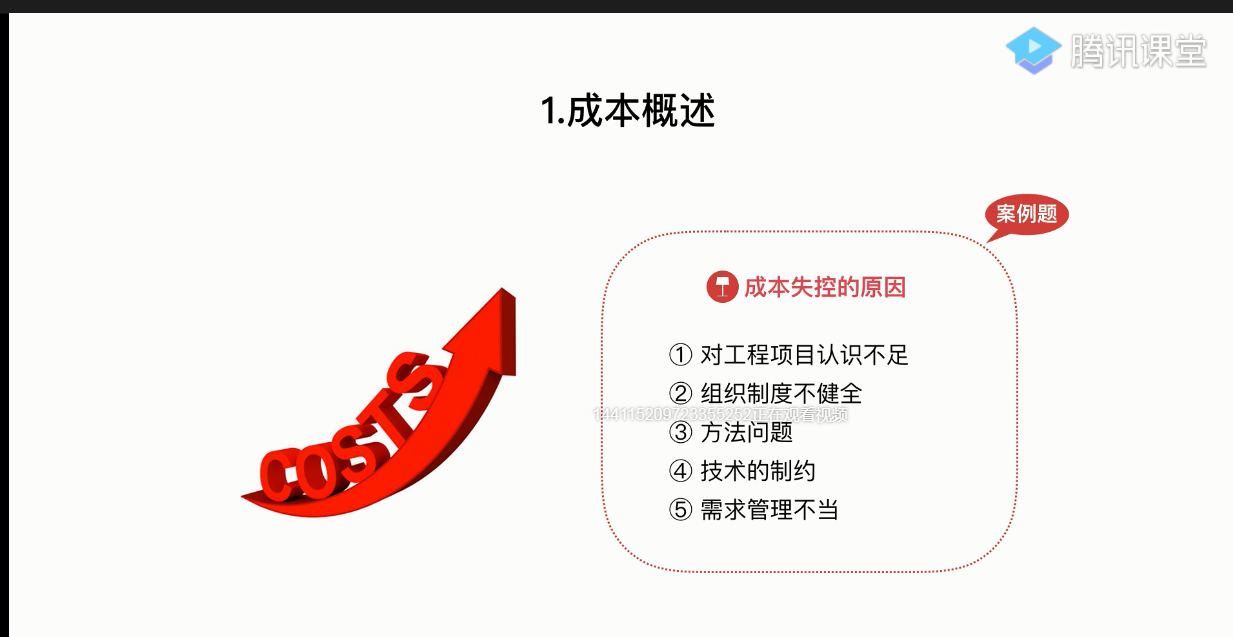 腾讯课堂
1.成本概述
案例题
成本失控的原因
① 对工程项目认识不足
② 组织制度不健全
144115209723355252正在观看视频
③ 方法问题
④ 技术的制约
⑤ 需求管理不当
COSTS